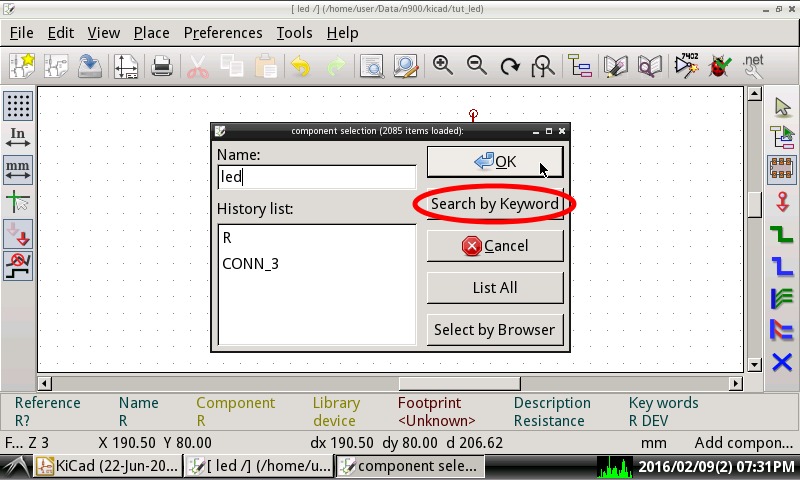 [ led /] (/home/user/Data/n900/kicad/tut_led)
File Edit View Place Preferences Tools Help
7402
.net
In
mm
component selection (2085 items loaded):
Name:
led
OK
Search by Keyword
History list:
R
CONN_3
Cancel
List All
Select by Browser
Reference Name Component Library Footprint Description Key words
R? R R device <Unknown> Resistance R DEV
F... Z 3 X 190.50 Y 80.00 dx 190.50 dy 80.00 d 206.62 mm Add compon...
KiCad (22-Jun-20... [ led /] (/home/u... component sele... 2016/02/09(2) 07:31PM